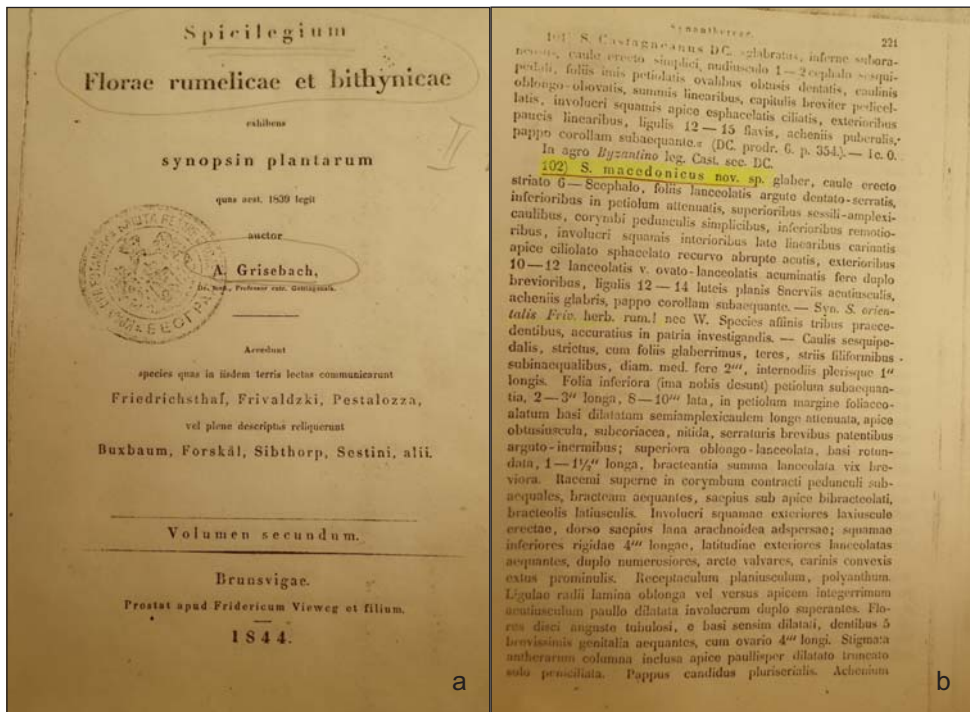 Spicilegium
Florae rumelicae et bithynicae
exhibens
synopsin plantarum
quas aest. 1839 legit
auctor
A. Grisebach,
Dr. Med., Professor extr. Goettingensis.
БЕОГРАД
Accedunt
species quas in iisdem terris lectas communicarunt
Friedrichsthal, Frivaldzki, Pestalozza,
vel plene descriptas reliquerunt
Buxbaum, Forskål, Sibthorp, Sestini, alii.
Volumen secundum.
Brunsvigae.
Prostat apud Fridericum Vieweg et filium.
1844.
a
Synanthereae. 221
101) S. Castagneanus DC. „glabratus, inferne subara-
neosus, caule erecto simplici, nudiusculo 1—2cephalo sesqui-
pedali, foliis imis petiolatis ovalibus obtusis dentatis, caulinis
oblongo-obovatis, summis linearibus, capitulis breviter pedicel-
latis, involucri squamis apice esphacelatis ciliatis, exterioribus
paucis linearibus, ligulis 12—15 flavis, acheniis puberulis,
pappo corollam subaequante.“ (DC. prodr. 6. p. 354.). — Ic. 0.
In agro Byzantino leg. Cast. sec. DC.
102) S. macedonicus nov. sp. glaber, caule erecto
striato 6—8cephalo, foliis lanceolatis argute dentato-serratis,
inferioribus in petiolum attenuatis, superioribus sessili-amplexi-
caulibus, corymbi pedunculis simplicibus, inferioribus remotio-
ribus, involucri squamis interioribus late linearibus carinatis
apice ciliolato sphacelato recurvo abrupte acutis, exterioribus
10—12 lanceolatis v. ovato-lanceolatis acuminatis fere duplo
brevioribus, ligulis 12—14 luteis planis 8nerviis acutiusculis,
acheniis glabris, pappo corollam subaequante. — Syn. S. orien-
talis Friv. herb. rum.! nec W. Species affinis tribus praece-
dentibus, accuratius in patria investigandis. — Caulis sesquipe-
dalis, strictus, cum foliis glaberrimus, teres, striis filiformibus
subinaequalibus, diam. med. fere 2''', internodiis plerisque 1''
longis. Folia inferiora (ima nobis desunt) petiolum subaequan-
tia, 2—3'' longa, 8—10''' lata, in petiolum margine foliaceo-
alatum basi dilatatum semiamplexicaulem longe attenuata, apice
obtusiuscula, subcoriacea, nitida, serraturis brevibus patentibus
arguto-inermibus; superiora oblongo-lanceolata, basi rotun-
data, 1—1½'' longa, bracteantia summa lanceolata vix bre-
viora. Racemi superne in corymbum contracti pedunculi sub-
aequales, bracteam aequantes, saepius sub apice bibracteolati,
bracteolis latiusculis. Involucri squamae exteriores laxiuscule
erectae, dorso saepius lana arachnoidea adspersae; squamae
inferiores rigidae 4''' longae, latitudine exteriores lanceolatas
aequantes, duplo numerosiores, arcte valvares, carinis convexis
extus prominulis. Receptaculum planiusculum, polyanthum.
Ligulae radii lamina oblonga vel versus apicem integerrimum
acutiusculum paullo dilatata involucrum duplo superantes. Flo-
res disci anguste tubulosi, e basi sensim dilatati, dentibus 5
brevissimis genitalia aequantes, cum ovario 4''' longi. Stigmata
antherarum columna inclusa apice paullisper dilatato truncato
solo penicillata. Pappus candidus pluriserialis. Achenium
b